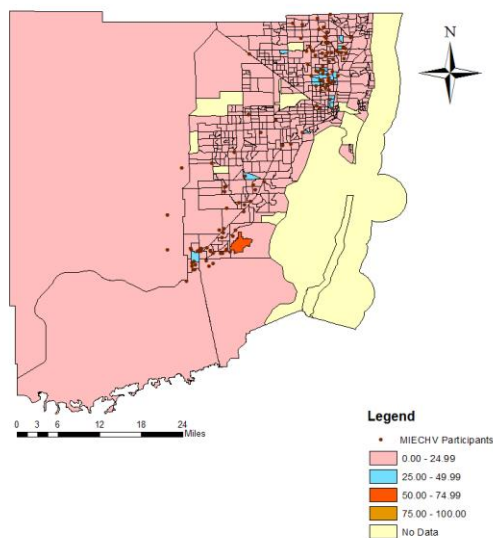 N
0 3 6 12 18 24
Miles
Legend
MIECHV Participants
0.00 - 24.99
25.00 - 49.99
50.00 - 74.99
75.00 - 100.00
No Data